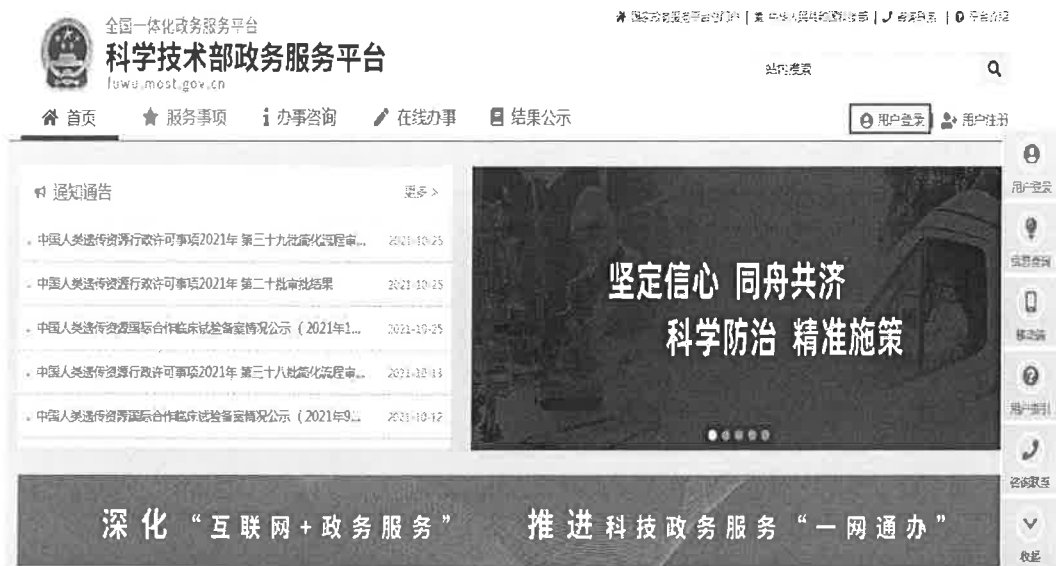 全国一体化政务服务平台
科学技术部政务服务平台
fuwu.most.gov.cn
站内搜索
首页
服务事项
办事咨询
在线办事
结果公示
用户登录
用户注册
通知通告
更多 >
中国人类遗传资源行政许可事项2021年 第三十九批简化流程审... 2021-10-25
中国人类遗传资源行政许可事项2021年 第二十批审批结果 2021-10-25
中国人类遗传资源国际合作临床试验备案情况公示（2021年1... 2021-10-25
中国人类遗传资源行政许可事项2021年 第三十八批简化流程审...
中国人类遗传资源国际合作临床试验备案情况公示（2021年9... 2021-10-12
坚定信心 同舟共济
科学防治 精准施策
深化“互联网+政务服务” 推进科技政务服务“一网通办”
用户登录
信息查询
移动端
用户指引
咨询联系
收起